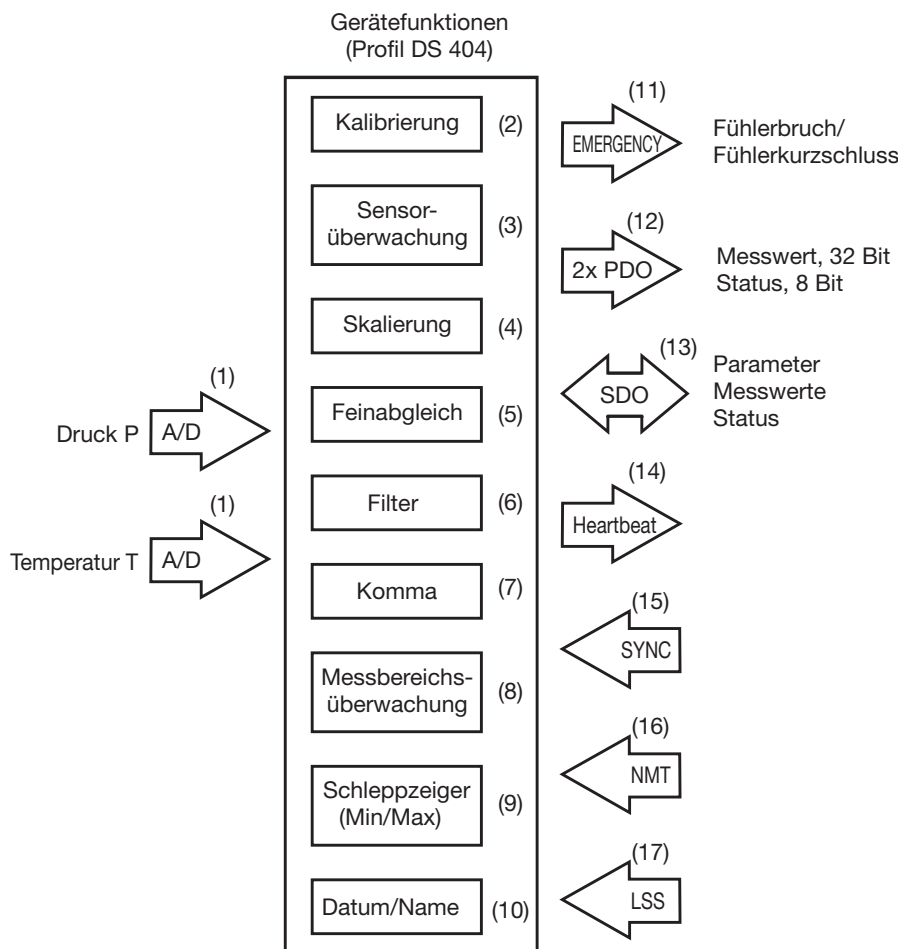 Gerätefunktionen
(Profil DS 404)
Kalibrierung (2)
Sensor-
überwachung (3)
Skalierung (4)
Feinabgleich (5)
Filter (6)
Komma (7)
Messbereichs-
überwachung (8)
Schleppzeiger
(Min/Max) (9)
Datum/Name (10)
(1)
Druck P A/D
(1)
Temperatur T A/D
(11)
EMERGENCY
Fühlerbruch/
Fühlerkurzschluss
(12)
2x PDO
Messwert, 32 Bit
Status, 8 Bit
(13)
SDO
Parameter
Messwerte
Status
(14)
Heartbeat
(15)
SYNC
(16)
NMT
(17)
LSS